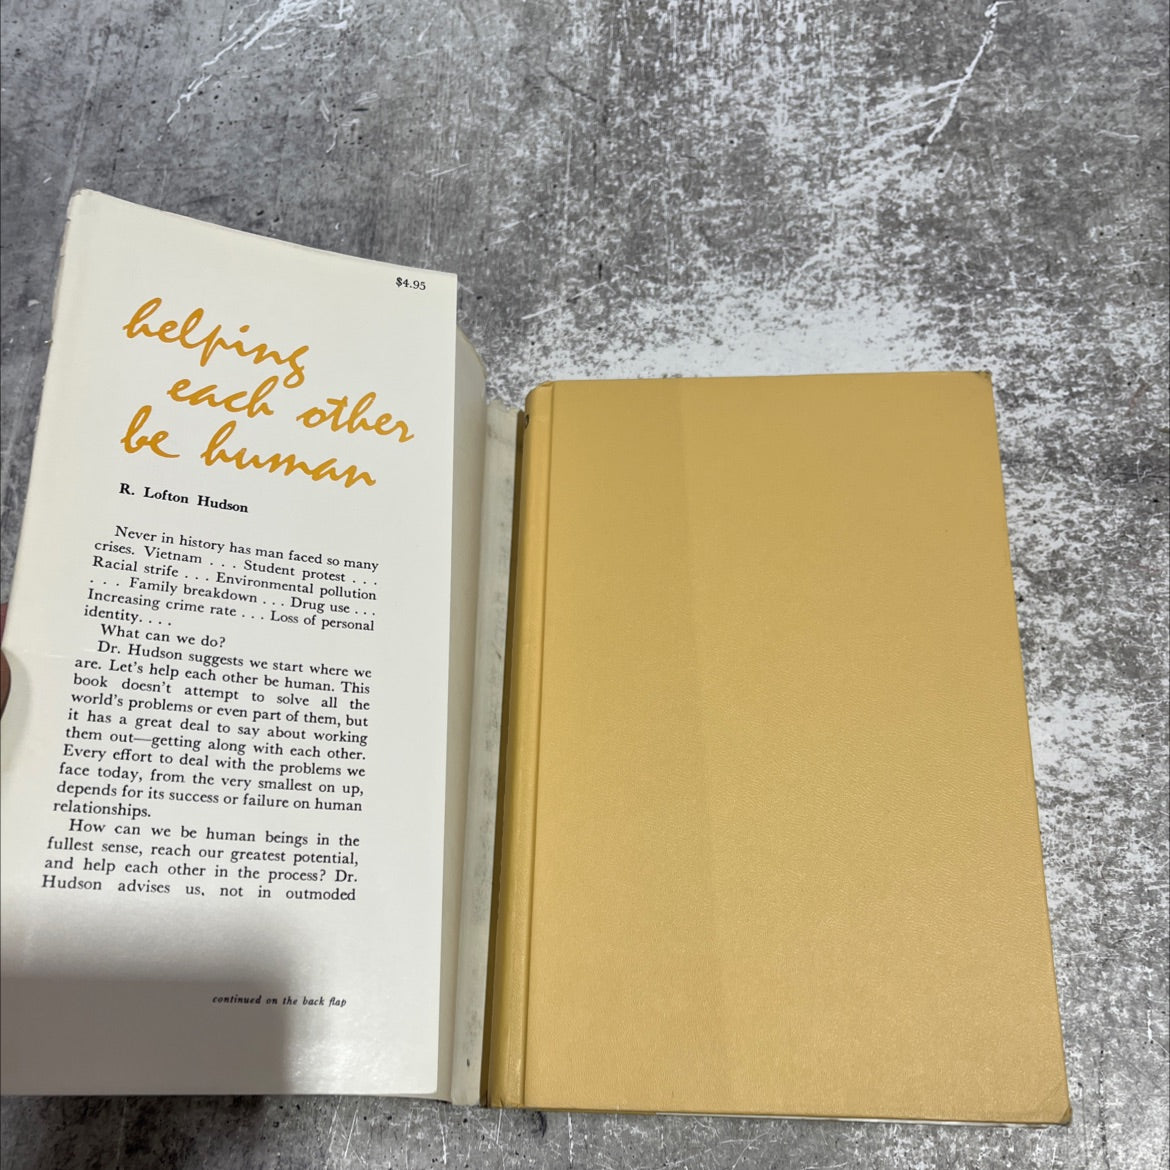 $4.95
helping
each other
be human
R. Lofton Hudson
Never in history has man faced so many
crises. Vietnam . . . Student protest . . .
Racial strife . . . Environmental pollution
. . . Family breakdown . . . Drug use . . .
Increasing crime rate . . . Loss of personal
identity. . . .
What can we do?
Dr. Hudson suggests we start where we
are. Let's help each other be human. This
book doesn't attempt to solve all the
world's problems or even part of them, but
it has a great deal to say about working
them out—getting along with each other.
Every effort to deal with the problems we
face today, from the very smallest on up,
depends for its success or failure on human
relationships.
How can we be human beings in the
fullest sense, reach our greatest potential,
and help each other in the process? Dr.
Hudson advises us, not in outmoded
continued on the back flap